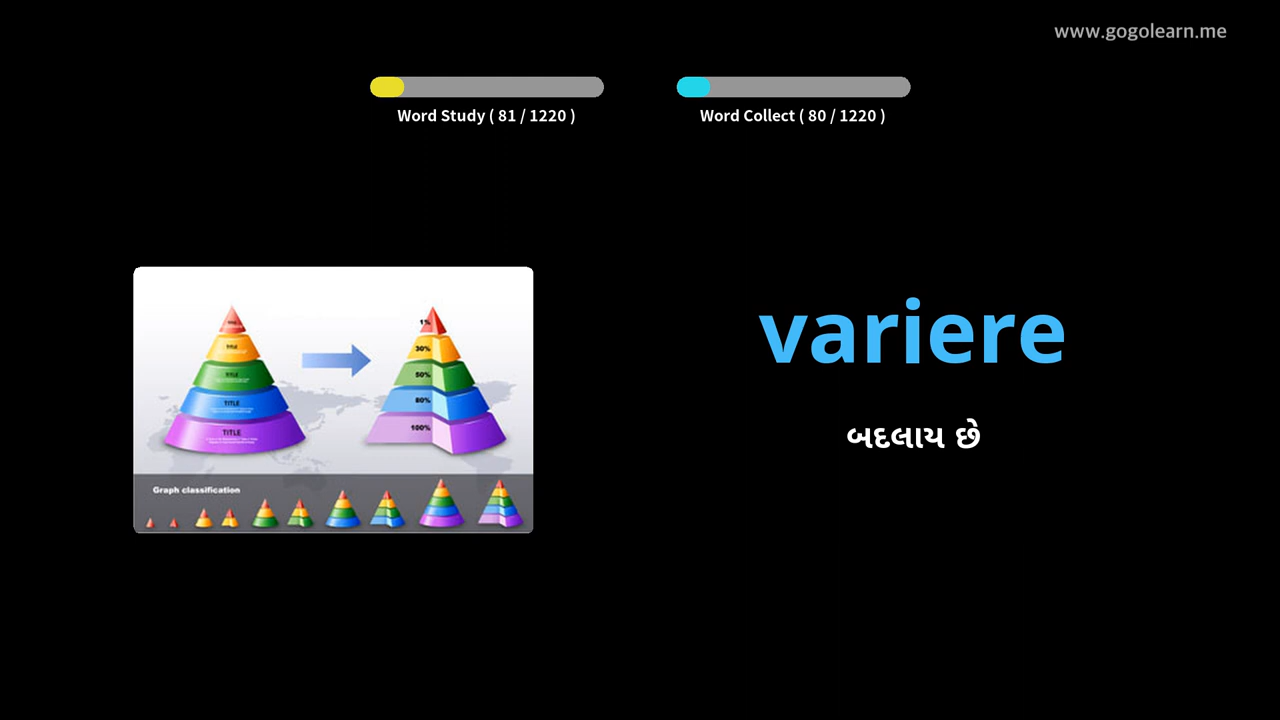 www.gogolearn.me
Word Study ( 81 / 1220 )
Word Collect ( 80 / 1220 )
variere
બદલાય છે
TITLE
TITLE
TITLE
TITLE
1%
30%
50%
80%
100%
Graph classification